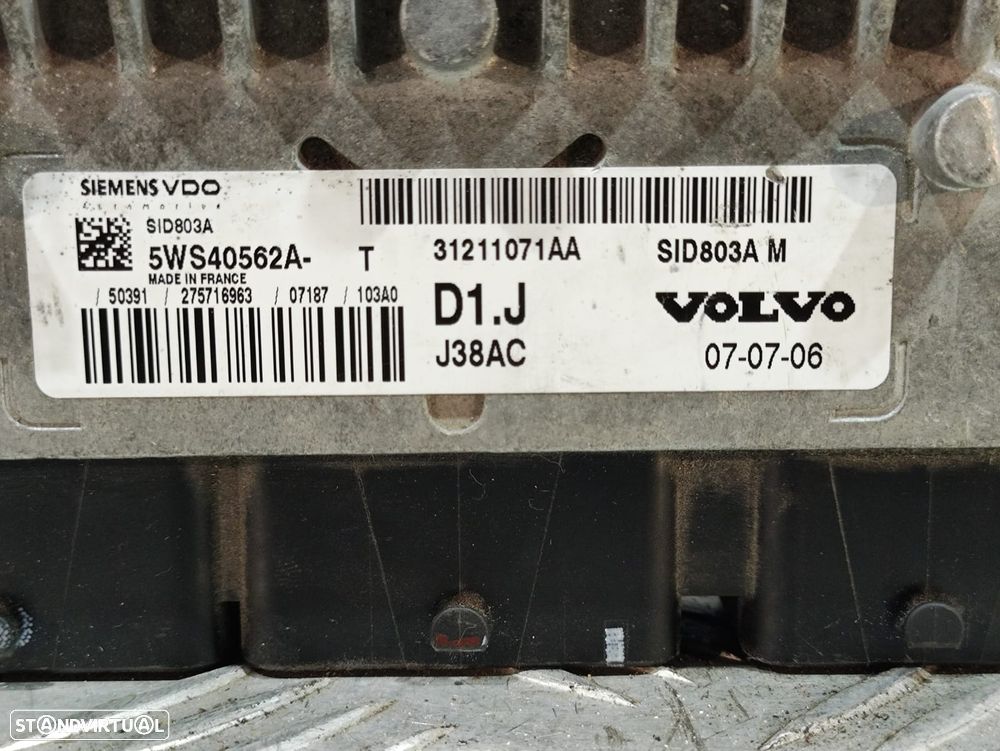 SIEMENS VDO
Automotive
SID803A
5WS40562A- T
MADE IN FRANCE
/ 50391 / 275716963 / 07187 / 103A0
31211071AA
SID803A M
D1.J
VOLVO
J38AC
07-07-06
STANDVIRTUAL